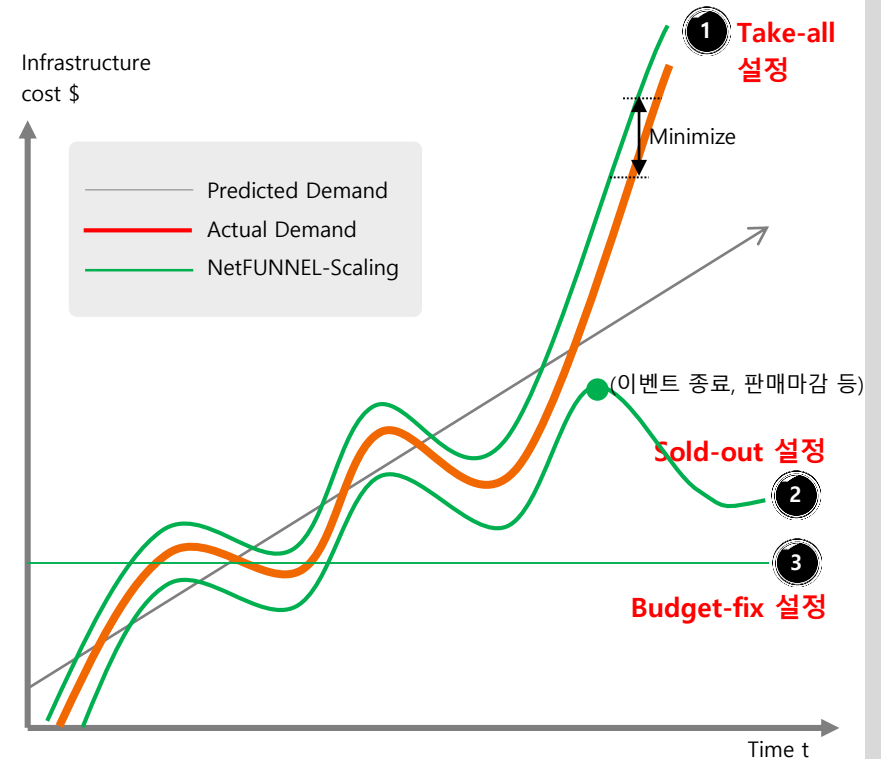 1
Take-all
설정
Infrastructure
cost $
Minimize
Predicted Demand
Actual Demand
NetFUNNEL-Scaling
(이벤트 종료, 판매마감 등)
Sold-out 설정
2
3
Budget-fix 설정
Time t